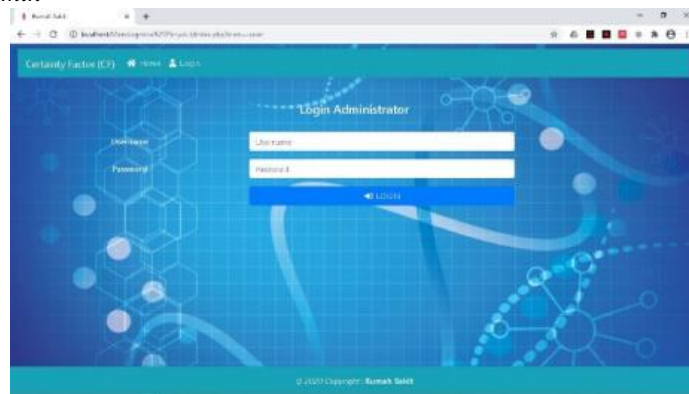 Rumah Sakit
Certainty Factor (CF) Home Login
Login Administrator
Username
Username
Password
Password
LOGIN
© 2020 Copyright: Rumah Sakit